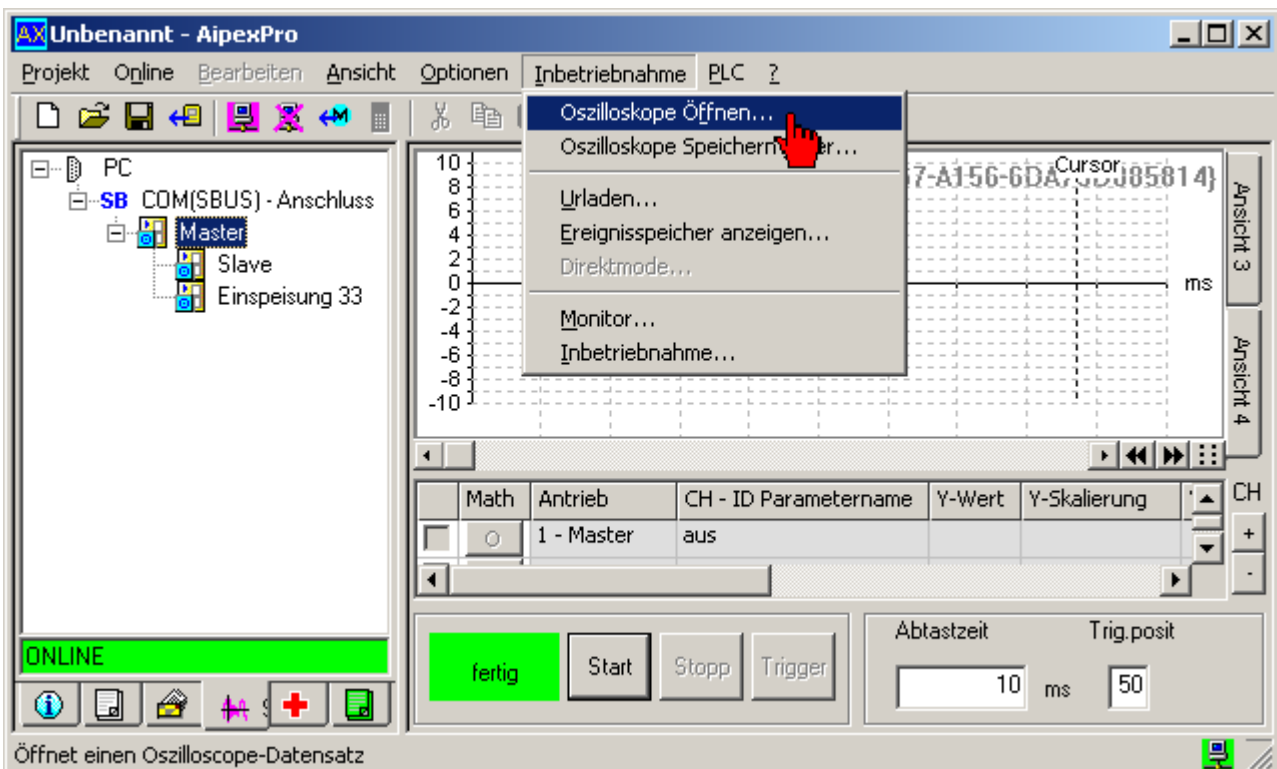 AX Unbenannt - AipexPro
Projekt Online Bearbeiten Ansicht Optionen Inbetriebnahme PLC ?
Oszilloskope Öffnen...
Oszilloskope Speichern
Urladen...
Ereignisspeicher anzeigen...
Direktmode...
Monitor...
Inbetriebnahme...
PC
SB COM(SBUS) - Anschluss
Master
Slave
Einspeisung 33
10
8
6
4
2
0
-2
-4
-6
-8
-10
Cursor
ms
Ansicht 3
Ansicht 4
Math Antrieb CH - ID Parametername Y-Wert Y-Skalierung
CH
1 - Master aus
+
-
ONLINE
fertig Start Stopp Trigger
Abtastzeit Trig.posit
10 ms 50
Öffnet einen Oszilloscope-Datensatz